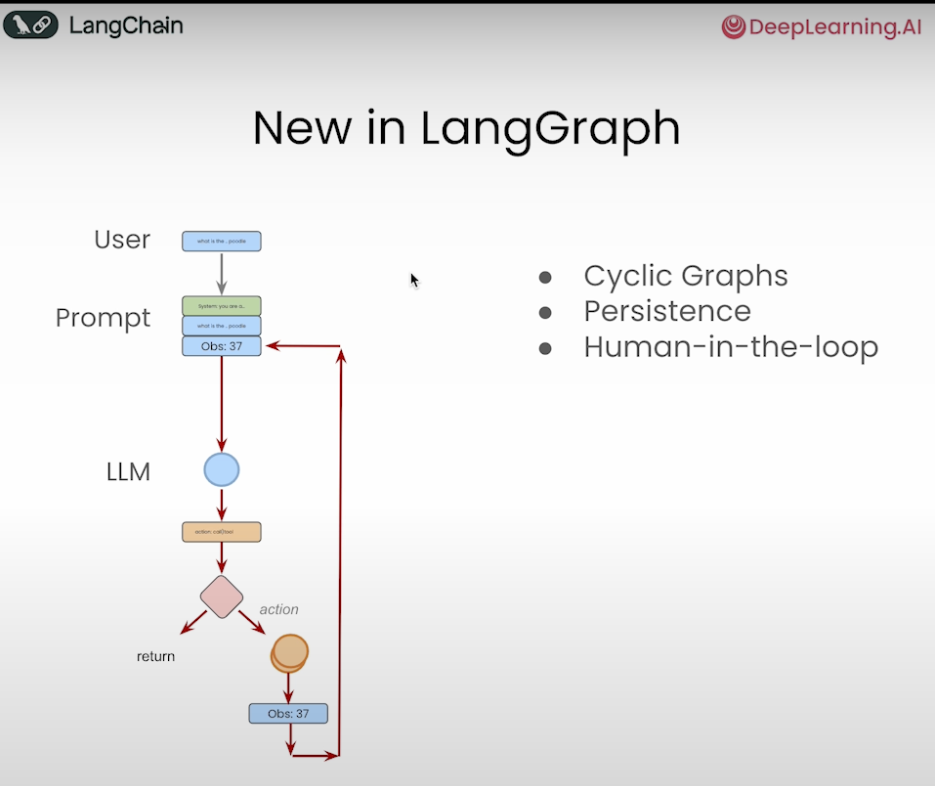 LangChain
DeepLearning.AI
New in LangGraph
User
what is the ..poodle
Prompt
System: you are a..
what is the ..poodle
Obs: 37
LLM
action:
action
return
Obs: 37
Cyclic Graphs
Persistence
Human-in-the-loop